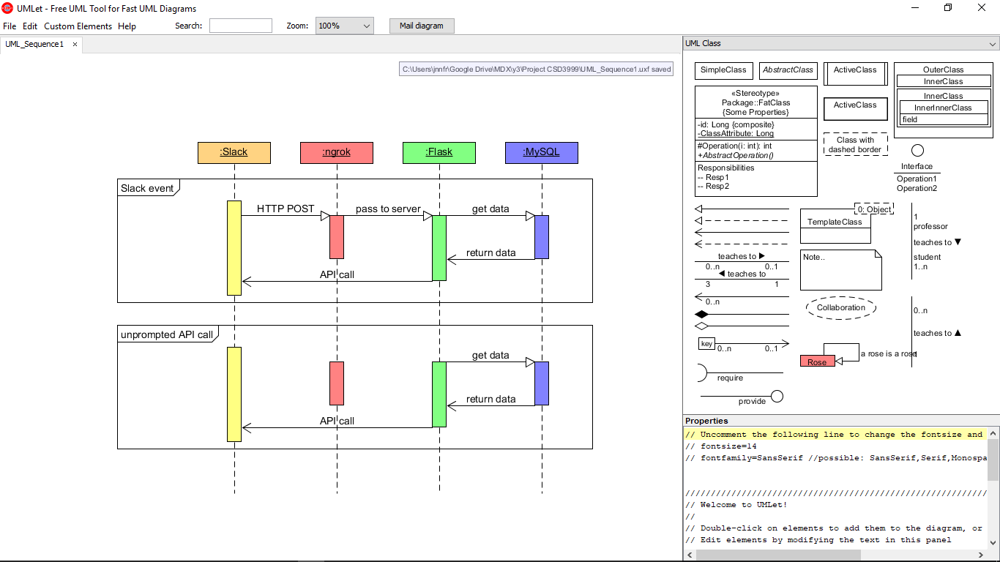 UMLet - Free UML Tool for Fast UML Diagrams
File Edit Custom Elements Help Search: Zoom: 100% Mail diagram
UML_Sequence1 ×
C:\Users\jnnfr\Google Drive\MDX\y3\Project CSD3999\UML_Sequence1.uxf saved
:Slack :ngrok :Flask :MySQL
Slack event
HTTP POST pass to server get data
return data
API call
unprompted API call
get data
return data
API call
UML Class
SimpleClass AbstractClass ActiveClass OuterClass
InnerClass
«Stereotype»
Package::FatClass
{Some Properties}
-id: Long {composite}
-ClassAttribute: Long
#Operation(i: int): int
+AbstractOperation()
Responsibilities
-- Resp1
-- Resp2
ActiveClass
InnerClass
InnerInnerClass
field
Class with
dashed border
Interface
Operation1
Operation2
0: Object
TemplateClass
1
professor
teaches to ▼
student
1..n
teaches to ▶
0..n 0..1
◀ teaches to
3 1
0..n
Note..
Collaboration
0..n
teaches to ▲
1
key 0..n 0..1
Rose
a rose is a rose
require
provide
Properties
// Uncomment the following line to change the fontsize and
// fontsize=14
// fontfamily=SansSerif //possible: SansSerif,Serif,Monospa
//////////////////////////////////////////////////////////
// Welcome to UMLet!
//
// Double-click on elements to add them to the diagram, or
// Edit elements by modifying the text in this panel